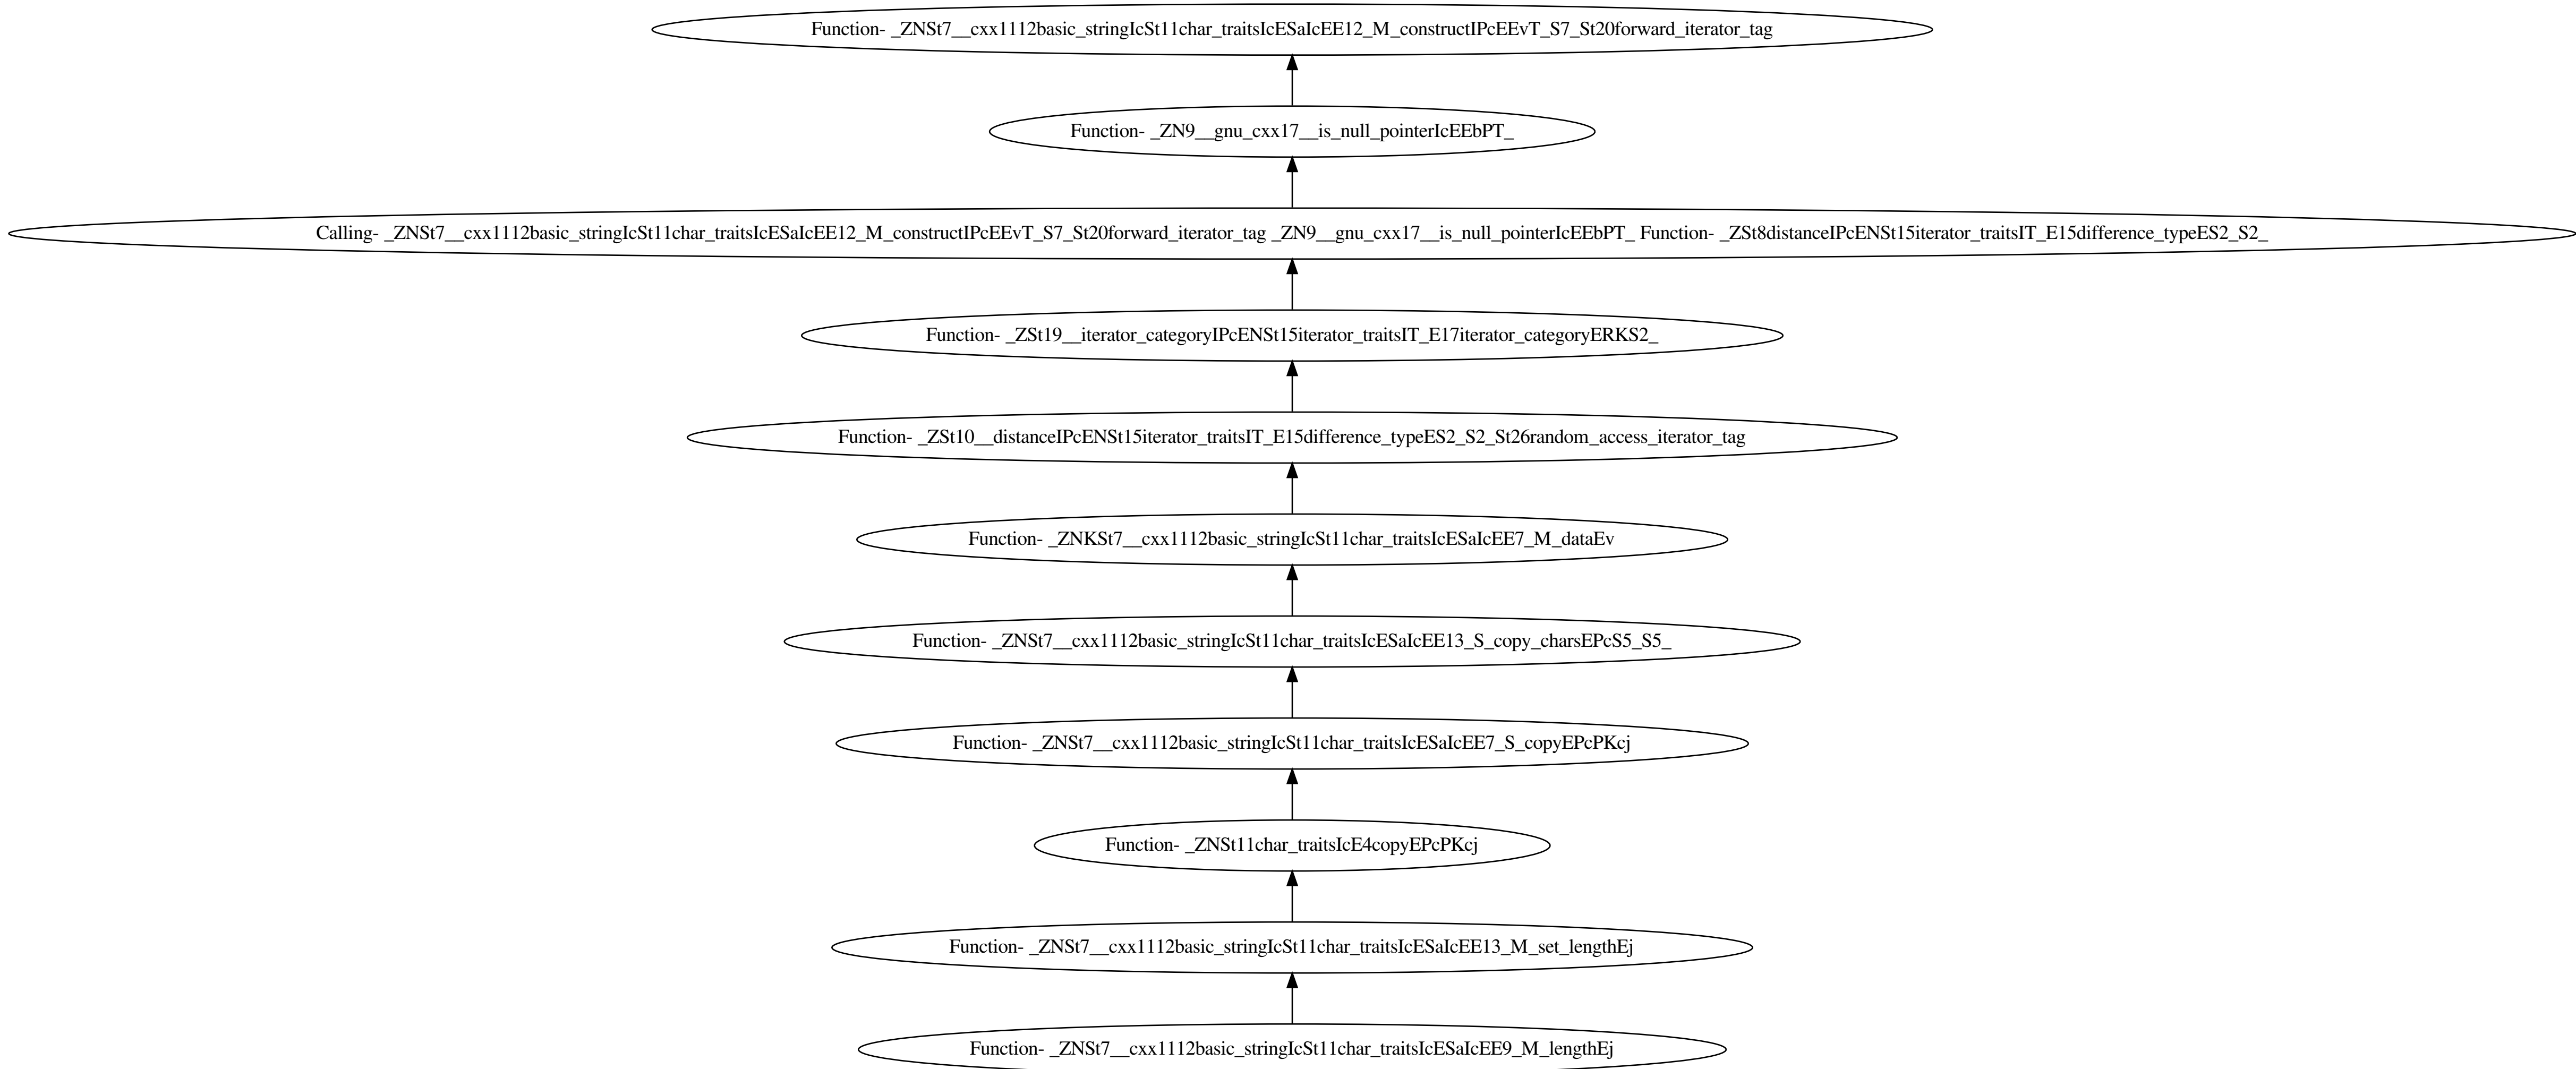 Function- _ZNSt7__cxx1112basic_stringIcSt11char_traitsIcESaIcEE12_M_constructIPcEEvT_S7_St20forward_iterator_tag
Function- _ZN9__gnu_cxx17__is_null_pointerIcEEbPT_
Calling- _ZNSt7__cxx1112basic_stringIcSt11char_traitsIcESaIcEE12_M_constructIPcEEvT_S7_St20forward_iterator_tag _ZN9__gnu_cxx17__is_null_pointerIcEEbPT_ Function- _ZSt8distanceIPcENSt15iterator_traitsIT_E15difference_typeES2_S2_
Function- _ZSt19__iterator_categoryIPcENSt15iterator_traitsIT_E17iterator_categoryERKS2_
Function- _ZSt10__distanceIPcENSt15iterator_traitsIT_E15difference_typeES2_S2_St26random_access_iterator_tag
Function- _ZNKSt7__cxx1112basic_stringIcSt11char_traitsIcESaIcEE7_M_dataEv
Function- _ZNSt7__cxx1112basic_stringIcSt11char_traitsIcESaIcEE13_S_copy_charsEPcS5_S5_
Function- _ZNSt7__cxx1112basic_stringIcSt11char_traitsIcESaIcEE7_S_copyEPcPKcj
Function- _ZNSt11char_traitsIcE4copyEPcPKcj
Function- _ZNSt7__cxx1112basic_stringIcSt11char_traitsIcESaIcEE13_M_set_lengthEj
Function- _ZNSt7__cxx1112basic_stringIcSt11char_traitsIcESaIcEE9_M_lengthEj